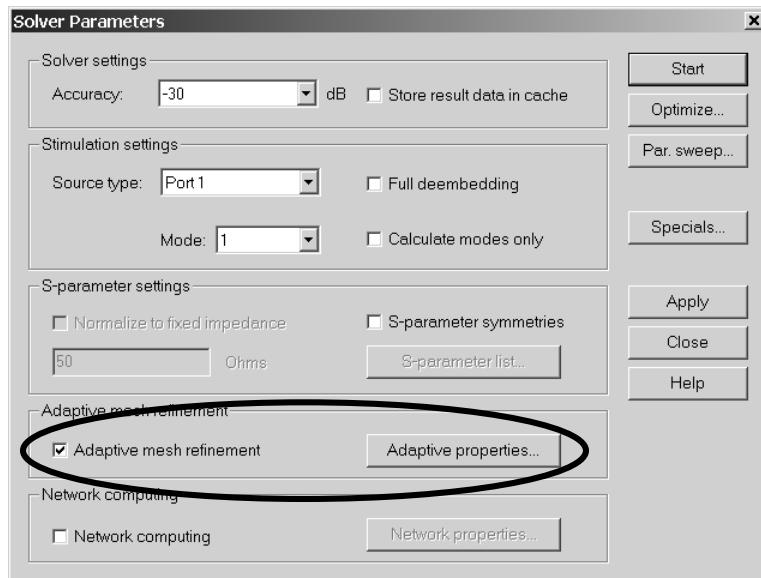 Solver Parameters
Solver settings
Accuracy: -30 dB Store result data in cache
Stimulation settings
Source type: Port 1 Full deembedding
Mode: 1 Calculate modes only
S-parameter settings
Normalize to fixed impedance S-parameter symmetries
50 Ohms S-parameter list...
Adaptive mesh refinement
Adaptive mesh refinement Adaptive properties...
Network computing
Network computing Network properties...
Start
Optimize...
Par. sweep...
Specials...
Apply
Close
Help